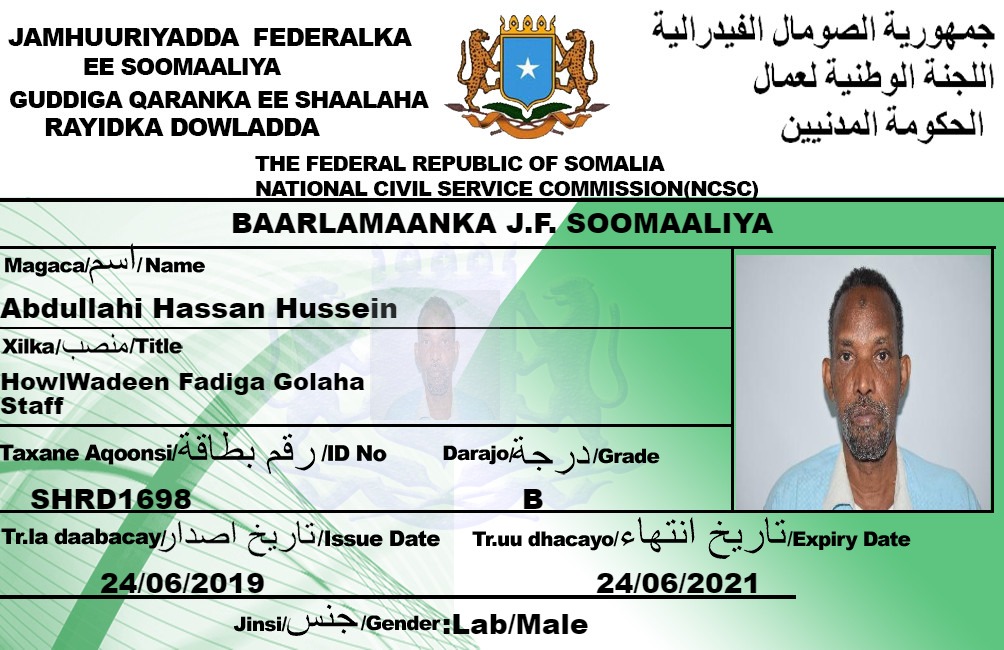 JAMHUURIYADDA FEDERALKA
EE SOOMAALIYA
GUDDIGA QARANKA EE SHAALAHA
RAYIDKA DOWLADDA
جمهورية الصومال الفيدرالية
اللجنة الوطنية لعمال
الحكومة المدنيين
THE FEDERAL REPUBLIC OF SOMALIA
NATIONAL CIVIL SERVICE COMMISSION(NCSC)
BAARLAMAANKA J.F. SOOMAALIYA
Magaca/اسم/Name
Abdullahi Hassan Hussein
Xilka/منصب/Title
HowlWadeen Fadiga Golaha
Staff
Taxane Aqoonsi/رقم بطاقة/ID No Darajo/درجة/Grade
SHRD1698 B
Tr.la daabacay/تاريخ اصدار/Issue Date Tr.uu dhacayo/تاريخ انتهاء/Expiry Date
24/06/2019 24/06/2021
Jinsi/جنس/Gender:Lab/Male